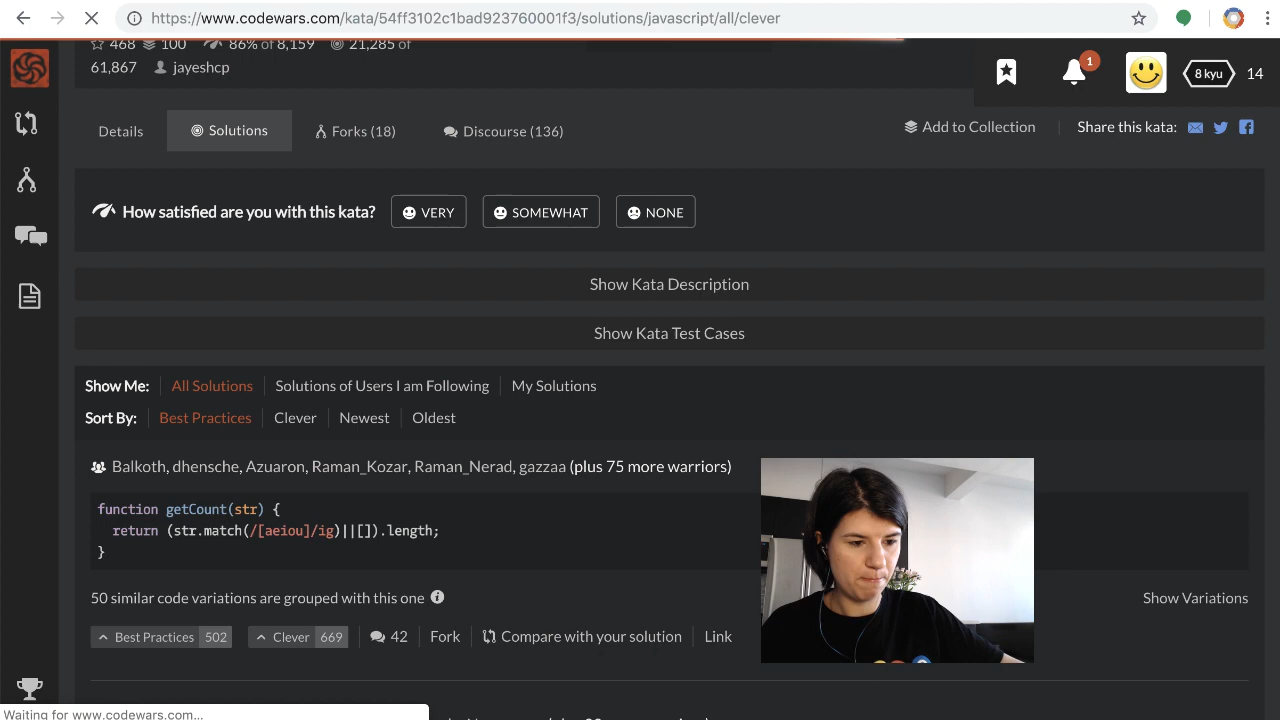 https://www.codewars.com/kata/54ff3102c1bad923760001f3/solutions/javascript/all/clever
468 100 86% of 8,159 21,285 of
61,867 jayeshcp
1
8 kyu 14
Details Solutions Forks (18) Discourse (136) Add to Collection Share this kata:
How satisfied are you with this kata? VERY SOMEWHAT NONE
Show Kata Description
Show Kata Test Cases
Show Me: All Solutions Solutions of Users I am Following My Solutions
Sort By: Best Practices Clever Newest Oldest
Balkoth, dhensche, Azuaron, Raman_Kozar, Raman_Nerad, gazzaa (plus 75 more warriors)
function getCount(str) {
return (str.match(/[aeiou]/ig)||[]).length;
}
50 similar code variations are grouped with this one Show Variations
Best Practices 502 Clever 669 42 Fork Compare with your solution Link
Waiting for www.codewars.com...